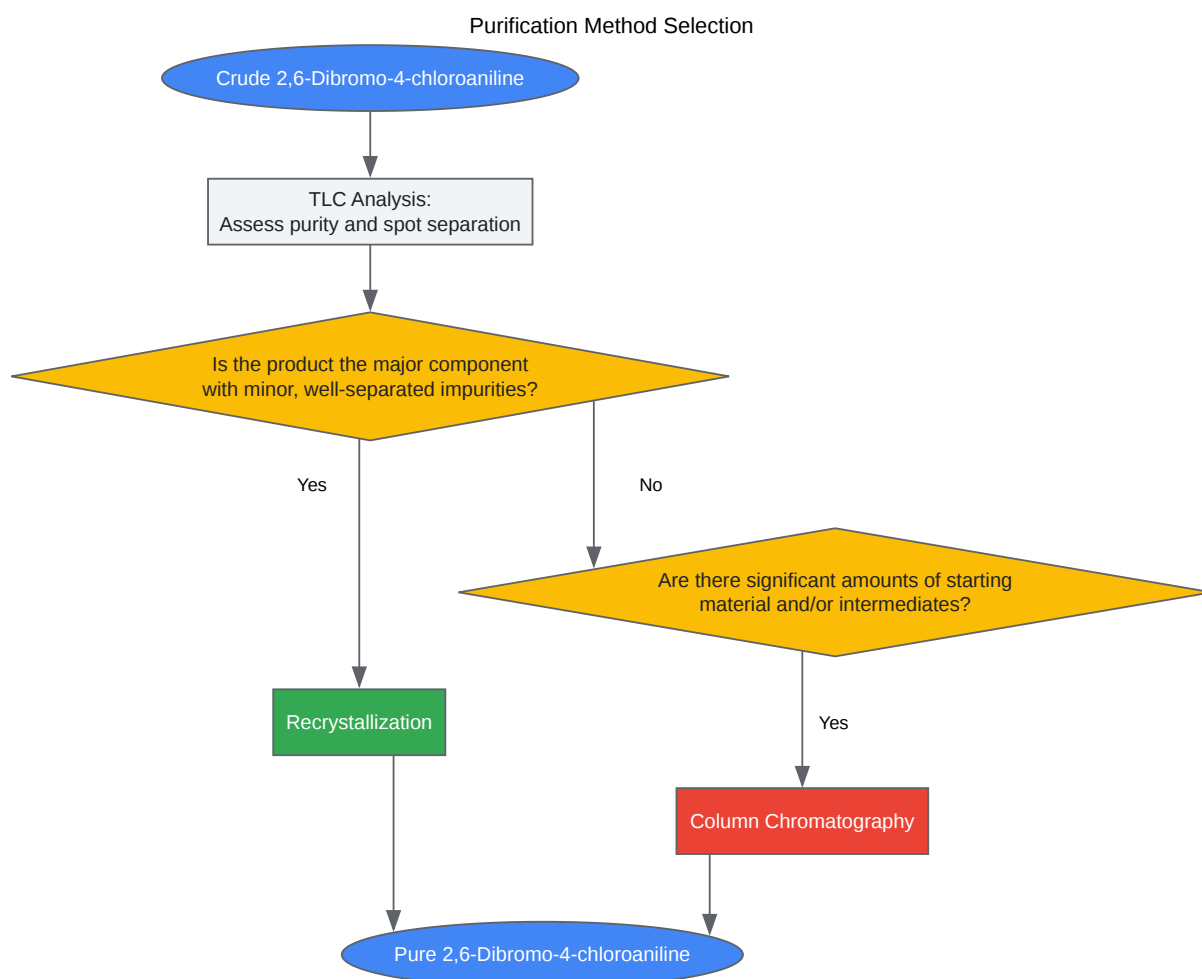 Purification Method Selection
Crude 2,6-Dibromo-4-chloroaniline
TLC Analysis:
Assess purity and spot separation
Is the product the major component
with minor, well-separated impurities?
Yes
No
Are there significant amounts of starting
material and/or intermediates?
Recrystallization
Yes
Column Chromatography
Pure 2,6-Dibromo-4-chloroaniline